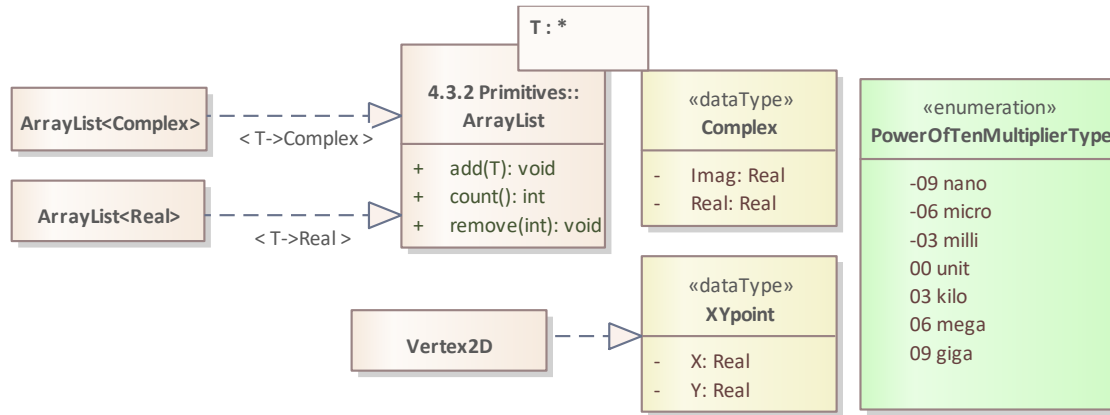 T : *
ArrayList<Complex>
< T->Complex >
ArrayList<Real>
< T->Real >
4.3.2 Primitives::
ArrayList
+ add(T): void
+ count(): int
+ remove(int): void
«dataType»
Complex
- Imag: Real
- Real: Real
«enumeration»
PowerOfTenMultiplierType
-09 nano
-06 micro
-03 milli
00 unit
03 kilo
06 mega
09 giga
Vertex2D
«dataType»
XYpoint
- X: Real
- Y: Real